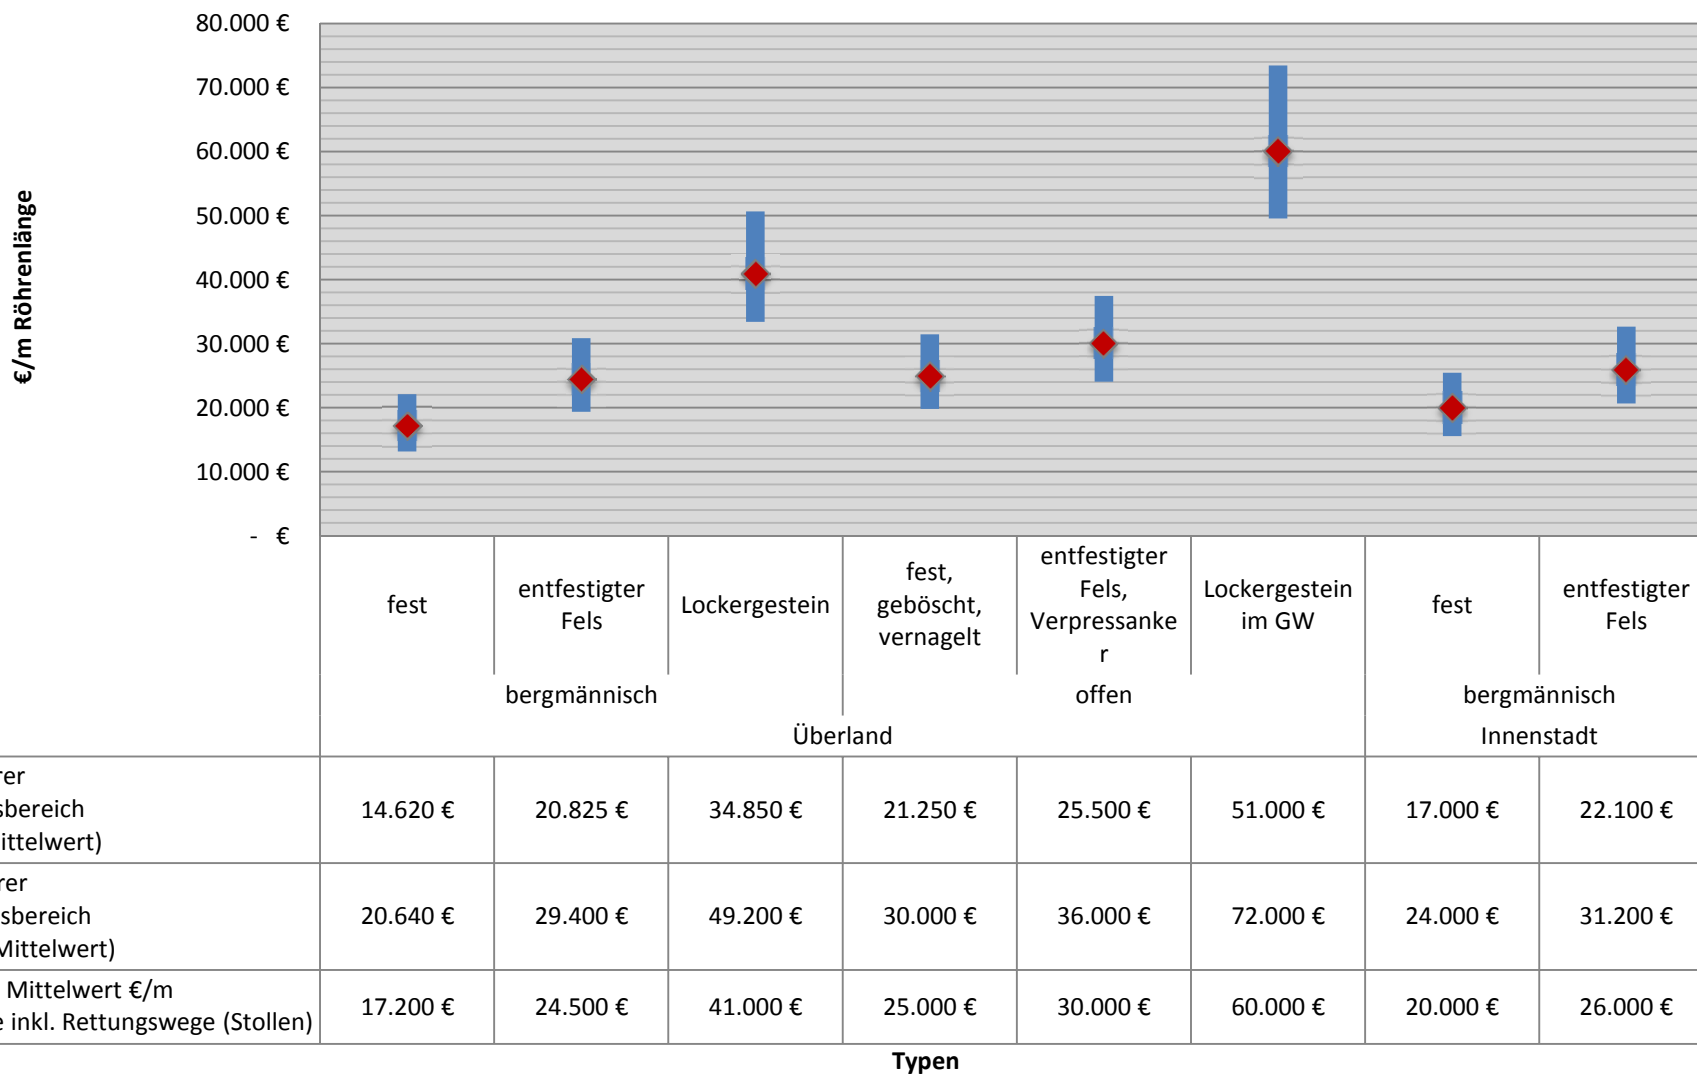 80.000 €
70.000 €
60.000 €
50.000 €
40.000 €
30.000 €
20.000 €
10.000 €
- €
€/m Röhrenlänge
fest
entfestigter
Fels
Lockergestein
fest,
geböscht,
vernagelt
entfestigter
Fels,
Verpressanke
r
Lockergestein
im GW
fest
entfestigter
Fels
bergmännisch
offen
bergmännisch
Überland
Innenstadt
rer
sbereich
ittelwert)
14.620 € 20.825 € 34.850 € 21.250 € 25.500 € 51.000 € 17.000 € 22.100 €
rer
sbereich
Mittelwert)
20.640 € 29.400 € 49.200 € 30.000 € 36.000 € 72.000 € 24.000 € 31.200 €
Mittelwert €/m
e inkl. Rettungswege (Stollen)
17.200 € 24.500 € 41.000 € 25.000 € 30.000 € 60.000 € 20.000 € 26.000 €
Typen